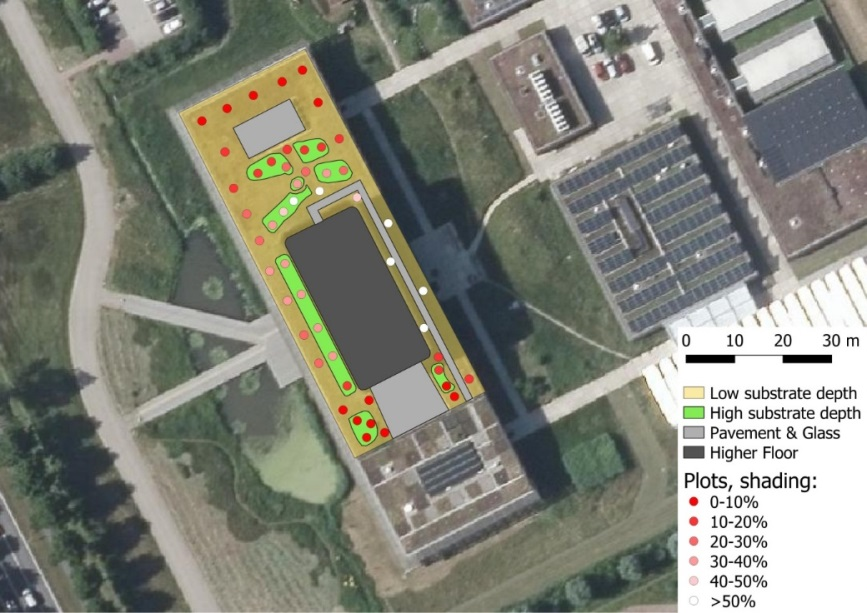 0 10 20 30 m
Low substrate depth
High substrate depth
Pavement & Glass
Higher Floor
Plots, shading:
0-10%
10-20%
20-30%
30-40%
40-50%
>50%